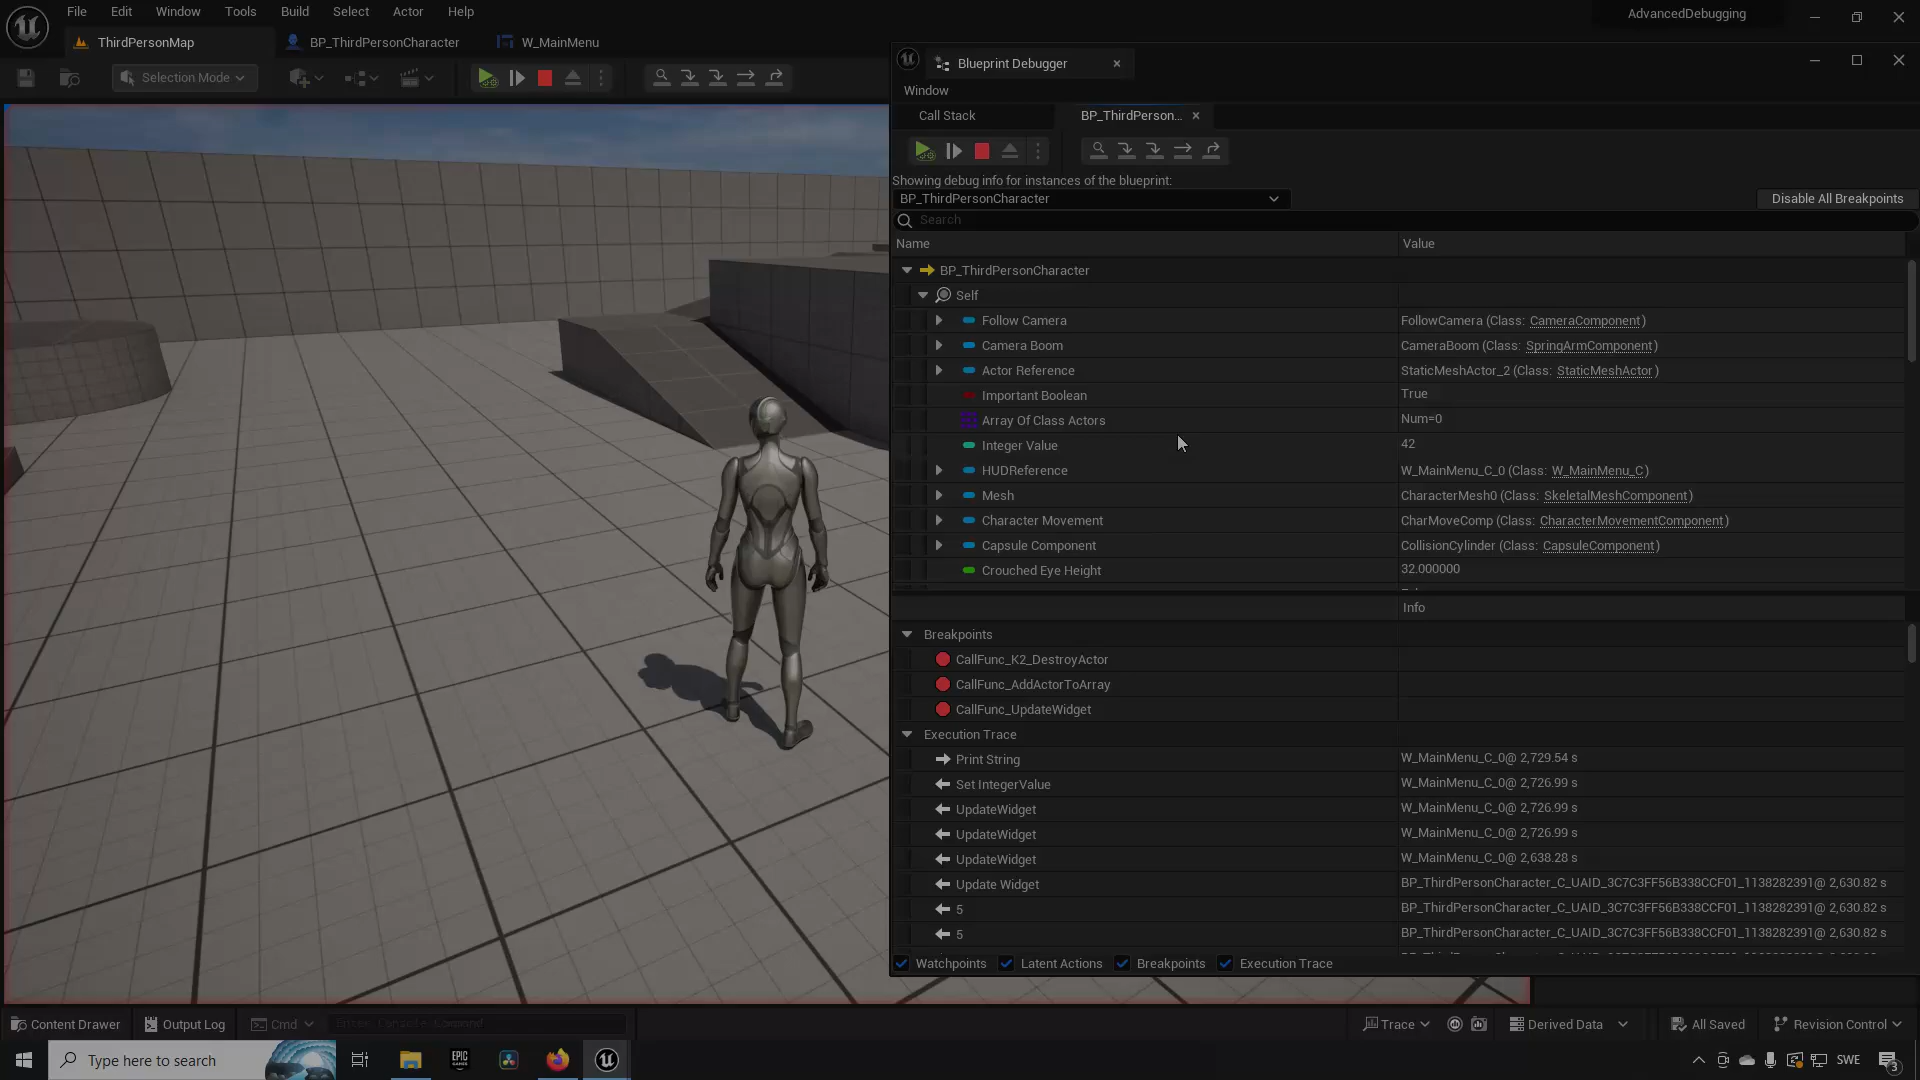 File Edit Window Tools Build Select Actor Help
AdvancedDebugging
ThirdPersonMap
BP_ThirdPersonCharacter
W_MainMenu
Selection Mode
Blueprint Debugger
Window
Call Stack
BP_ThirdPerson...
Showing debug info for instances of the blueprint:
BP_ThirdPersonCharacter
Disable All Breakpoints
Search
Name Value
BP_ThirdPersonCharacter
Self
Follow Camera FollowCamera (Class: CameraComponent)
Camera Boom CameraBoom (Class: SpringArmComponent)
Actor Reference StaticMeshActor_2 (Class: StaticMeshActor)
Important Boolean True
Array Of Class Actors Num=0
Integer Value 42
HUDReference W_MainMenu_C_0 (Class: W_MainMenu_C)
Mesh CharacterMesh0 (Class: SkeletalMeshComponent)
Character Movement CharMoveComp (Class: CharacterMovementComponent)
Capsule Component CollisionCylinder (Class: CapsuleComponent)
Crouched Eye Height 32.000000
Info
Breakpoints
CallFunc_K2_DestroyActor
CallFunc_AddActorToArray
CallFunc_UpdateWidget
Execution Trace
Print String W_MainMenu_C_0@ 2,729.54 s
Set IntegerValue W_MainMenu_C_0@ 2,726.99 s
UpdateWidget W_MainMenu_C_0@ 2,726.99 s
UpdateWidget W_MainMenu_C_0@ 2,726.99 s
UpdateWidget W_MainMenu_C_0@ 2,638.28 s
Update Widget BP_ThirdPersonCharacter_C_UAID_3C7C3FF56B338CCF01_1138282391@ 2,630.82 s
5 BP_ThirdPersonCharacter_C_UAID_3C7C3FF56B338CCF01_1138282391@ 2,630.82 s
5 BP_ThirdPersonCharacter_C_UAID_3C7C3FF56B338CCF01_1138282391@ 2,630.82 s
Watchpoints Latent Actions Breakpoints Execution Trace
Content Drawer Output Log Cmd Enter Console Command Trace Derived Data All Saved Revision Control
Type here to search
EPIC GAMES
SWE
3